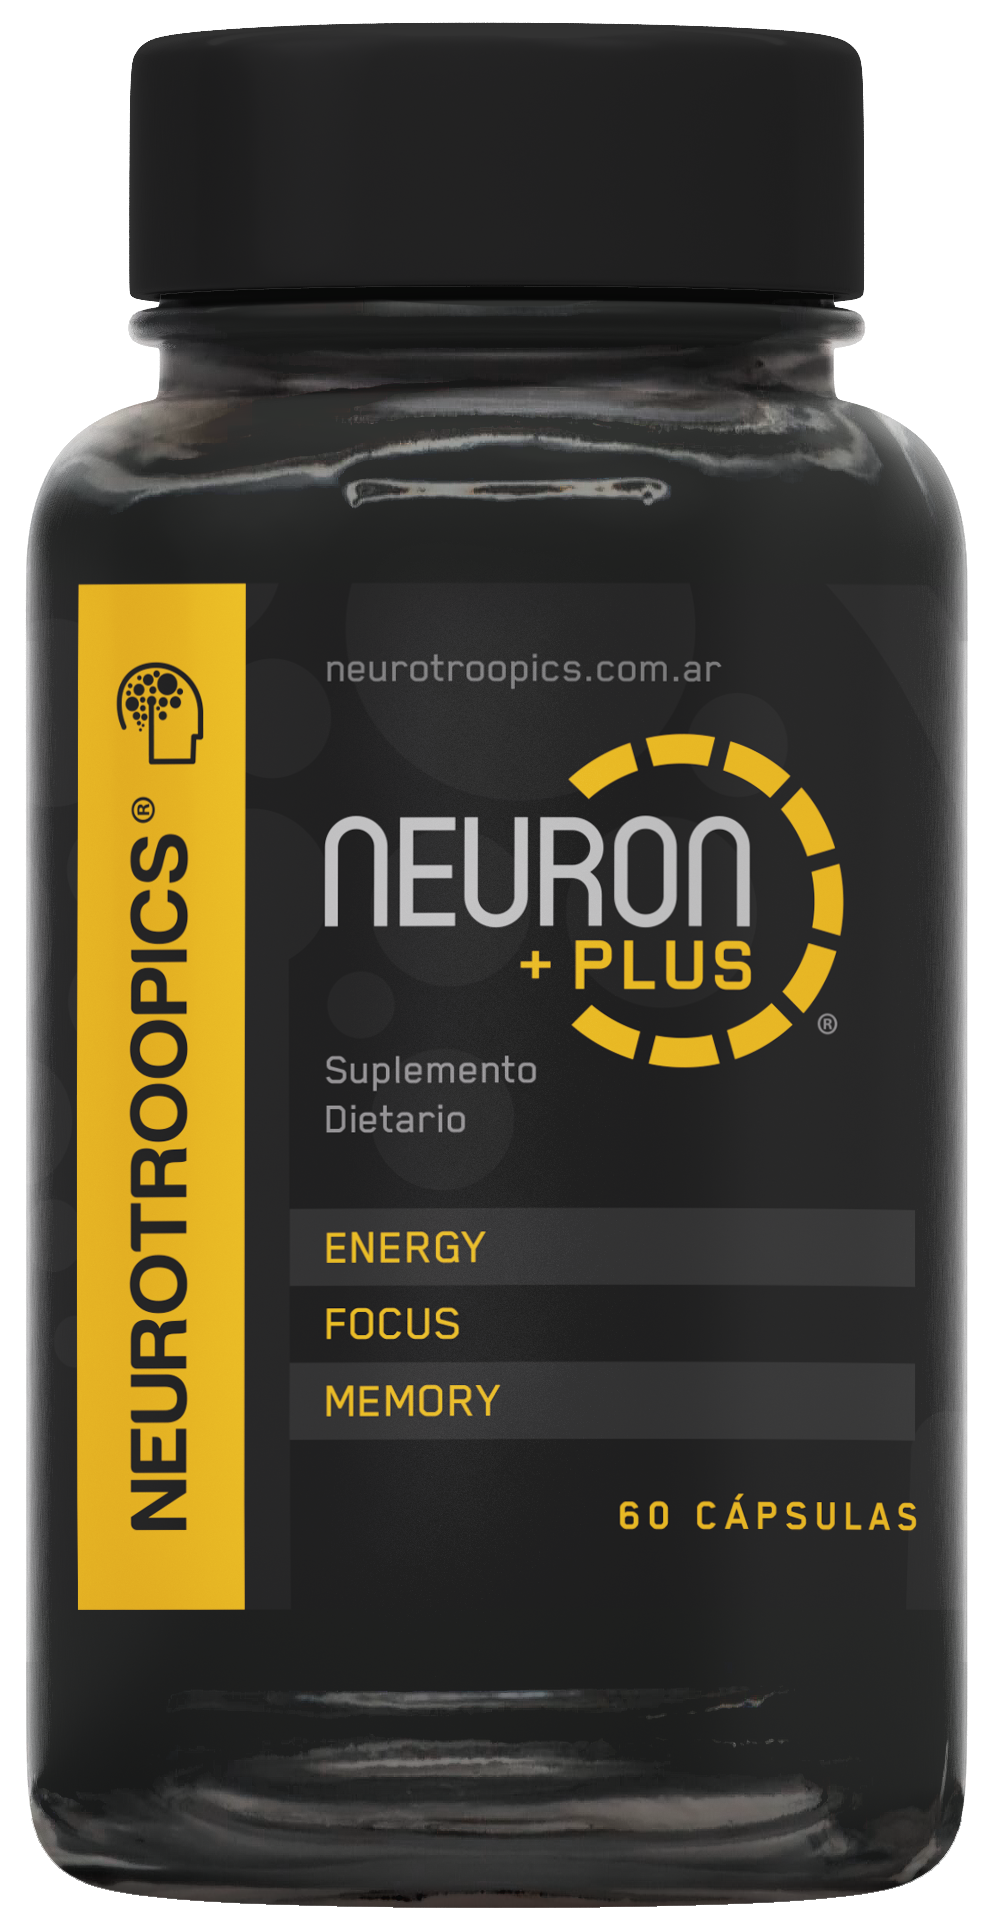 neurotroopics.com.ar
NEUROTROOPICS®
NEURON
+ PLUS
®
Suplemento
Dietario
ENERGY
FOCUS
MEMORY
60 CÁPSULAS